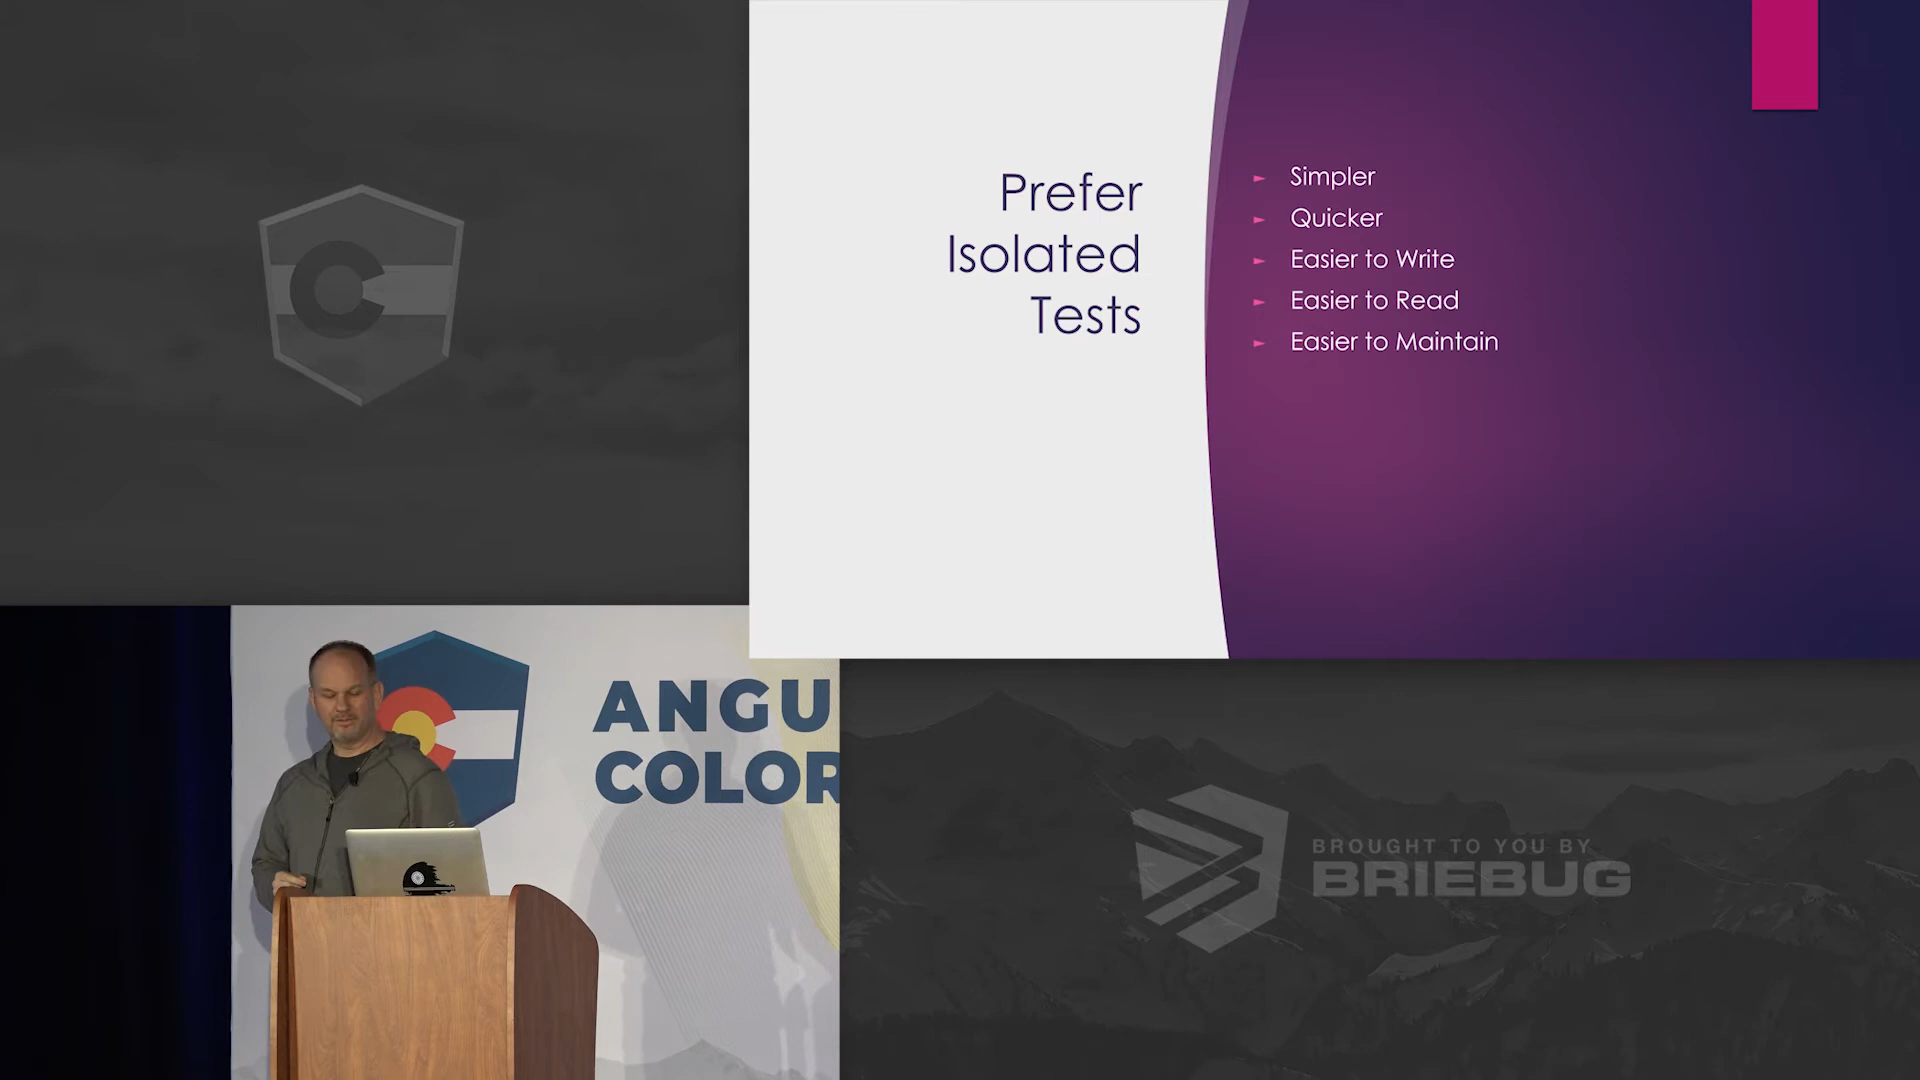 Prefer
Isolated
Tests
► Simpler
► Quicker
► Easier to Write
► Easier to Read
► Easier to Maintain
ANGU
COLOR
BROUGHT TO YOU BY
BRIEBUG